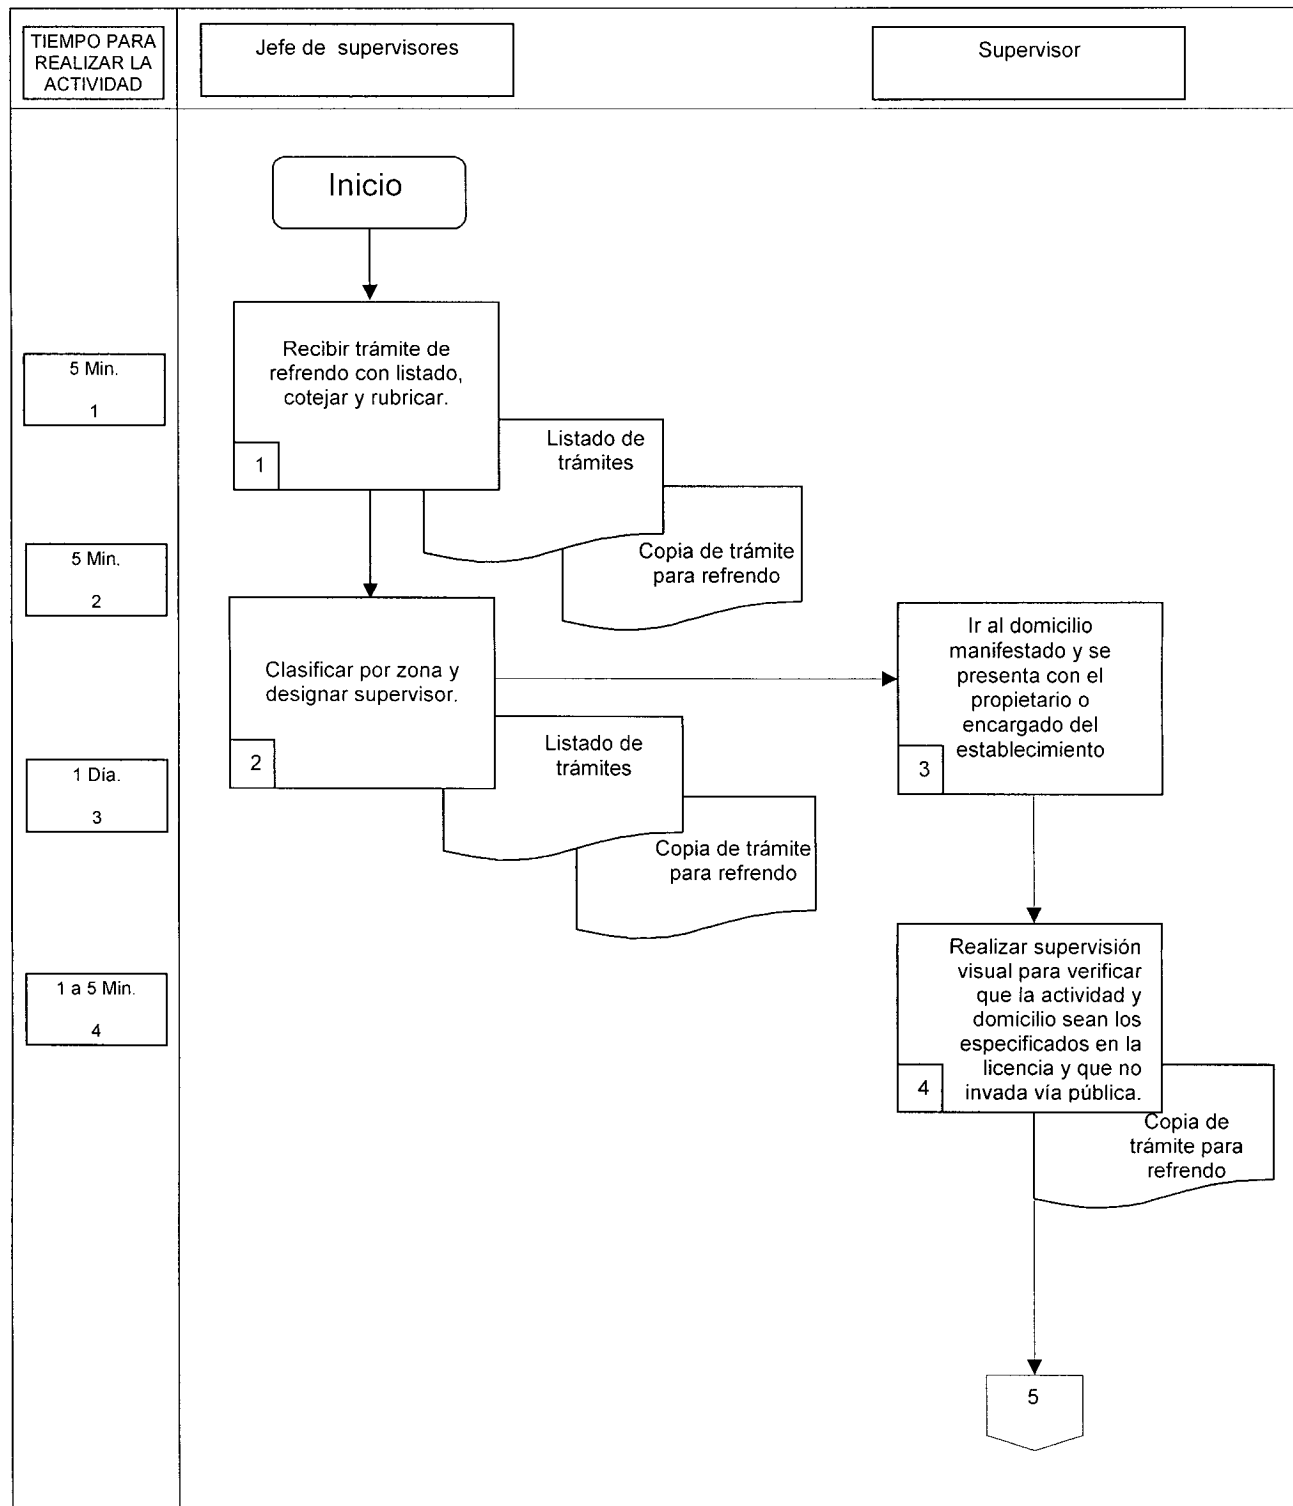 TIEMPO PARA
REALIZAR LA
ACTIVIDAD
Jefe de supervisores
Supervisor
Inicio
5 Min.
1
Recibir trámite de
refrendo con listado,
cotejar y rubricar.
1
Listado de
trámites
Copia de trámite
para refrendo
5 Min.
2
Clasificar por zona y
designar supervisor.
2
Listado de
trámites
Copia de trámite
para refrendo
Ir al domicilio
manifestado y se
presenta con el
propietario o
encargado del
establecimiento
3
1 Día.
3
Realizar supervisión
visual para verificar
que la actividad y
domicilio sean los
especificados en la
licencia y que no
invada vía pública.
4
Copia de
trámite para
refrendo
1 a 5 Min.
4
5